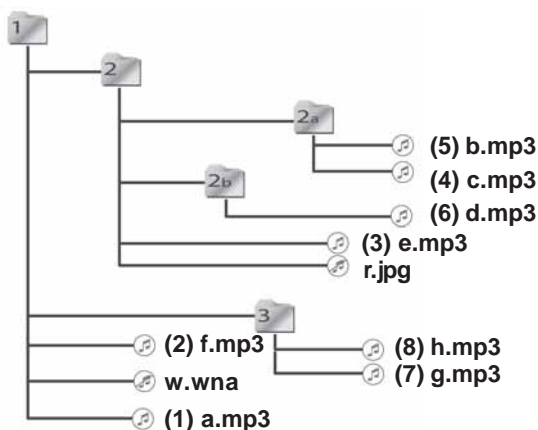 1
2
2a
(5) b.mp3
(4) c.mp3
2b
(6) d.mp3
(3) e.mp3
r.jpg
3
(2) f.mp3
(8) h.mp3
w.wna
(7) g.mp3
(1) a.mp3